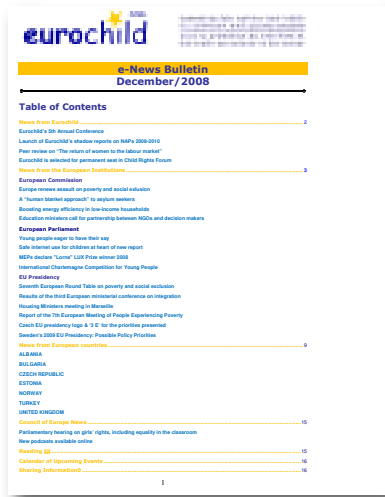 eurochild
e-News Bulletin
December/2008
Table of Contents
News from Eurochild 2
Eurochild's 5th Annual Conference
Launch of Eurochild's shadow reports on NAPs 2008-2010
Peer review on "The return of women to the labour market"
Eurochild is selected for permanent seat in Child Rights Forum
News from the European Institutions 3
European Commission
Europe renews assault on poverty and social exlusion
A "human blanket approach" to asylum seekers
Boosting energy efficiency in low-income households
Education ministers call for partnership between NGOs and decision makers
European Parliament
Young people eager to have their say
Safe internet use for children at heart of new report
MEPs declare "Lorna" LUX Prize winner 2008
International Charlemagne Competition for Young People
EU Presidency
Seventh European Round Table on poverty and social exclusion
Results of the third European ministerial conference on integration
Housing Ministers meeting in Marseille
Report of the 7th European Meeting of People Experiencing Poverty
Czech EU presidency logo & '3 E' for the priorities presented
Sweden's 2009 EU Presidency: Possible Policy Priorities
News from European countries 9
ALBANIA
BULGARIA
CZECH REPUBLIC
ESTONIA
NORWAY
TURKEY
UNITED KINGDOM
Council of Europe News 15
Parliamentary hearing on girls' rights, including equality in the classroom
New podcasts available online
Reading 15
Calendar of Upcoming Events 16
Sharing Information 16
1